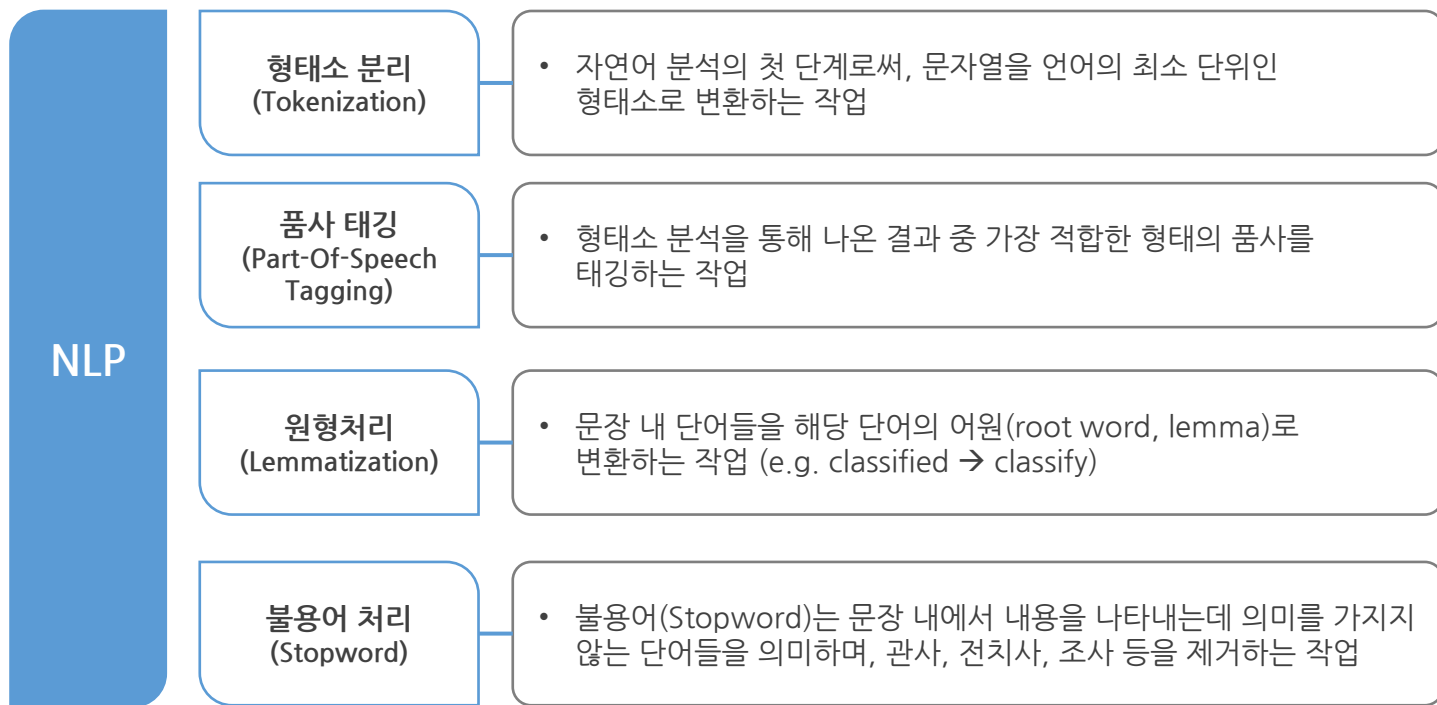 NLP
형태소 분리
(Tokenization)
• 자연어 분석의 첫 단계로써, 문자열을 언어의 최소 단위인
형태소로 변환하는 작업
품사 태깅
(Part-Of-Speech
Tagging)
• 형태소 분석을 통해 나온 결과 중 가장 적합한 형태의 품사를
태깅하는 작업
원형처리
(Lemmatization)
• 문장 내 단어들을 해당 단어의 어원(root word, lemma)로
변환하는 작업 (e.g. classified → classify)
불용어 처리
(Stopword)
• 불용어(Stopword)는 문장 내에서 내용을 나타내는데 의미를 가지지
않는 단어들을 의미하며, 관사, 전치사, 조사 등을 제거하는 작업